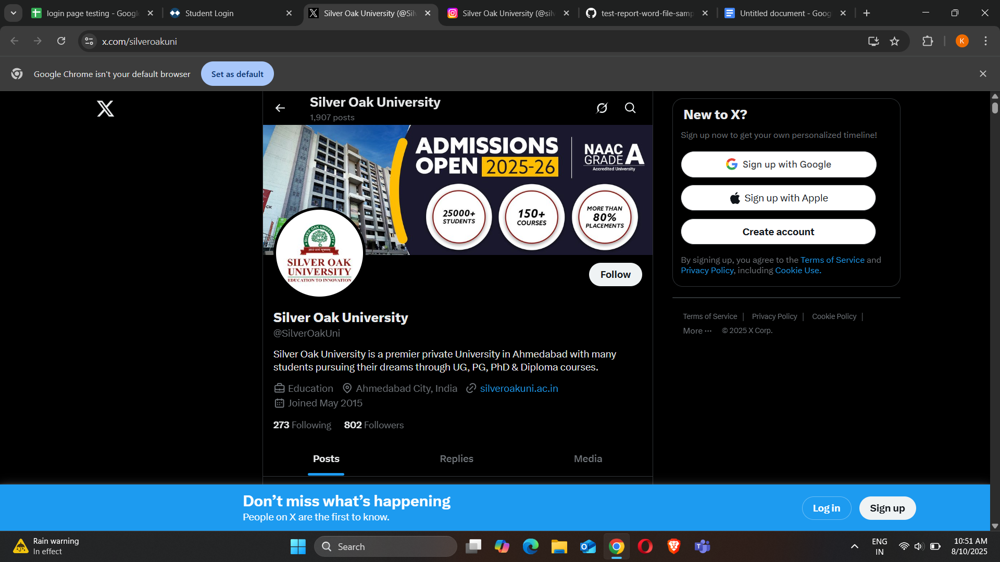 login page testing - Googl
Student Login
Silver Oak University (@Silv
Silver Oak University (@silv
test-report-word-file-samp
Untitled document - Goog
x.com/silveroakuni
K
Google Chrome isn't your default browser
Set as default
Silver Oak University
1,907 posts
ADMISSIONS
OPEN 2025-26
NAAC
GRADE A
Accredited University
25000+
STUDENTS
150+
COURSES
MORE THAN
80%
PLACEMENTS
SILVER OAK UNIVERSITY
SILVER OAK
UNIVERSITY
EDUCATION TO INNOVATION
Follow
Silver Oak University
@SilverOakUni
Silver Oak University is a premier private University in Ahmedabad with many
students pursuing their dreams through UG, PG, PhD & Diploma courses.
Education Ahmedabad City, India silveroakuni.ac.in
Joined May 2015
273 Following 802 Followers
Posts Replies Media
New to X?
Sign up now to get your own personalized timeline!
Sign up with Google
Sign up with Apple
Create account
By signing up, you agree to the Terms of Service and
Privacy Policy, including Cookie Use.
Terms of Service | Privacy Policy | Cookie Policy |
More ··· © 2025 X Corp.
Don’t miss what’s happening
People on X are the first to know.
Log in
Sign up
Rain warning
In effect
Search
ENG
IN
10:51 AM
8/10/2025